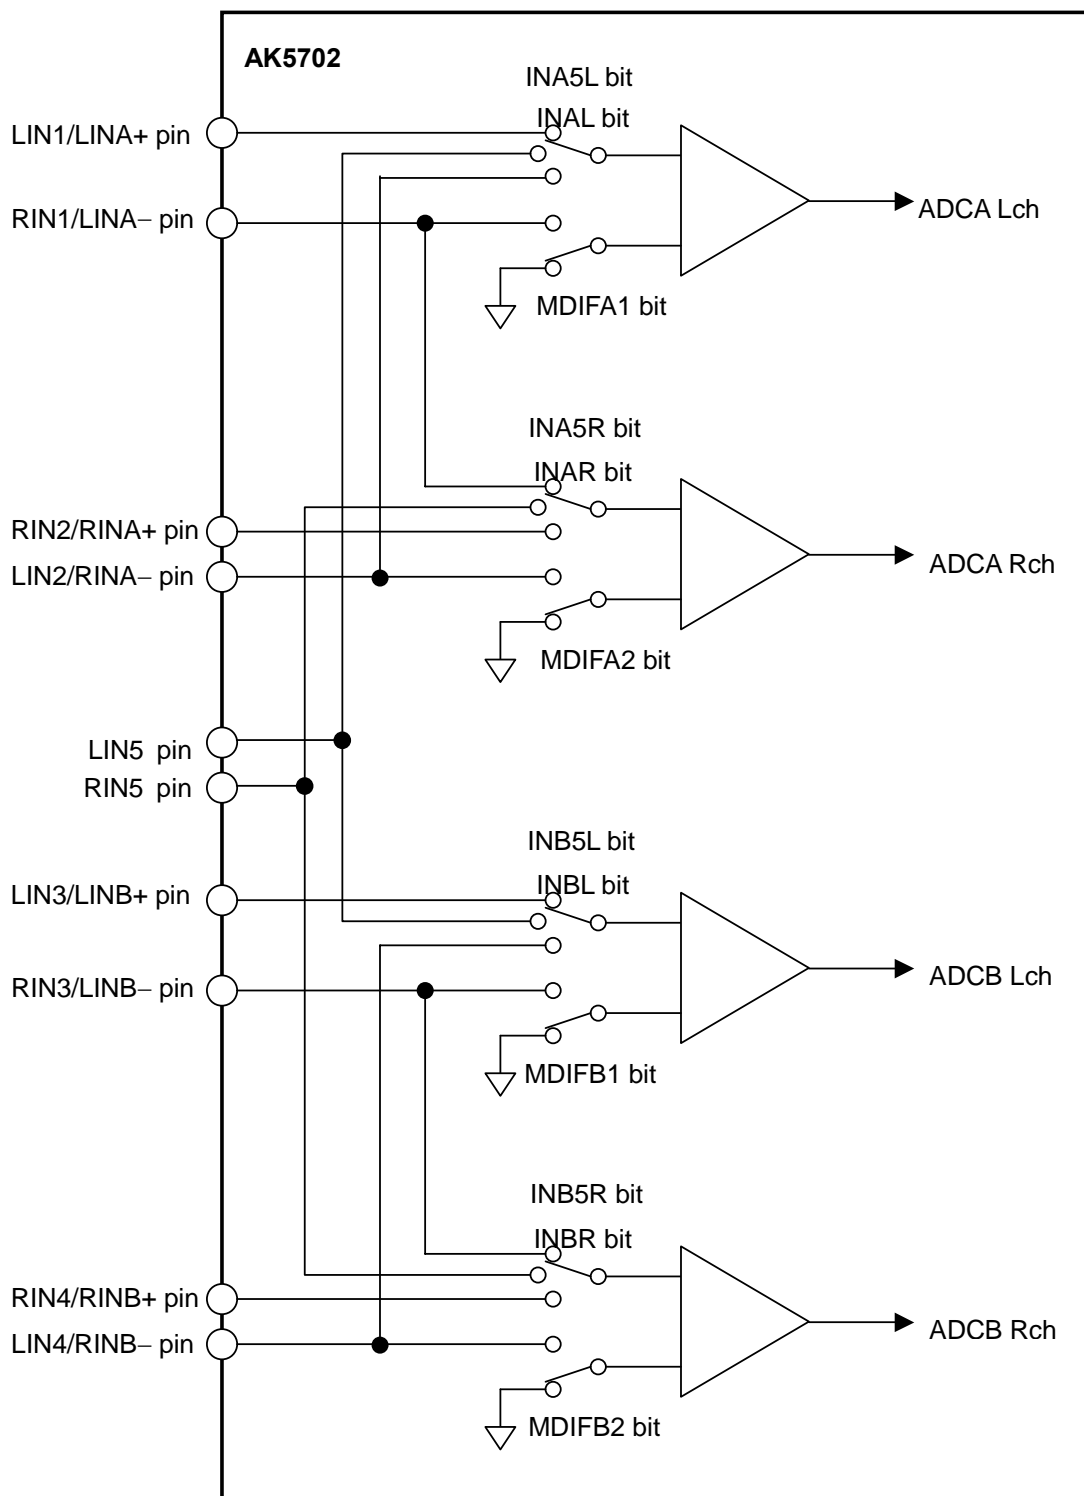 AK5702
INA5L bit
INAL bit
LIN1/LINA+ pin
RIN1/LINA− pin
ADCA Lch
MDIFA1 bit
INA5R bit
INAR bit
RIN2/RINA+ pin
LIN2/RINA− pin
ADCA Rch
MDIFA2 bit
LIN5 pin
RIN5 pin
INB5L bit
INBL bit
LIN3/LINB+ pin
RIN3/LINB− pin
ADCB Lch
MDIFB1 bit
INB5R bit
INBR bit
RIN4/RINB+ pin
LIN4/RINB− pin
ADCB Rch
MDIFB2 bit